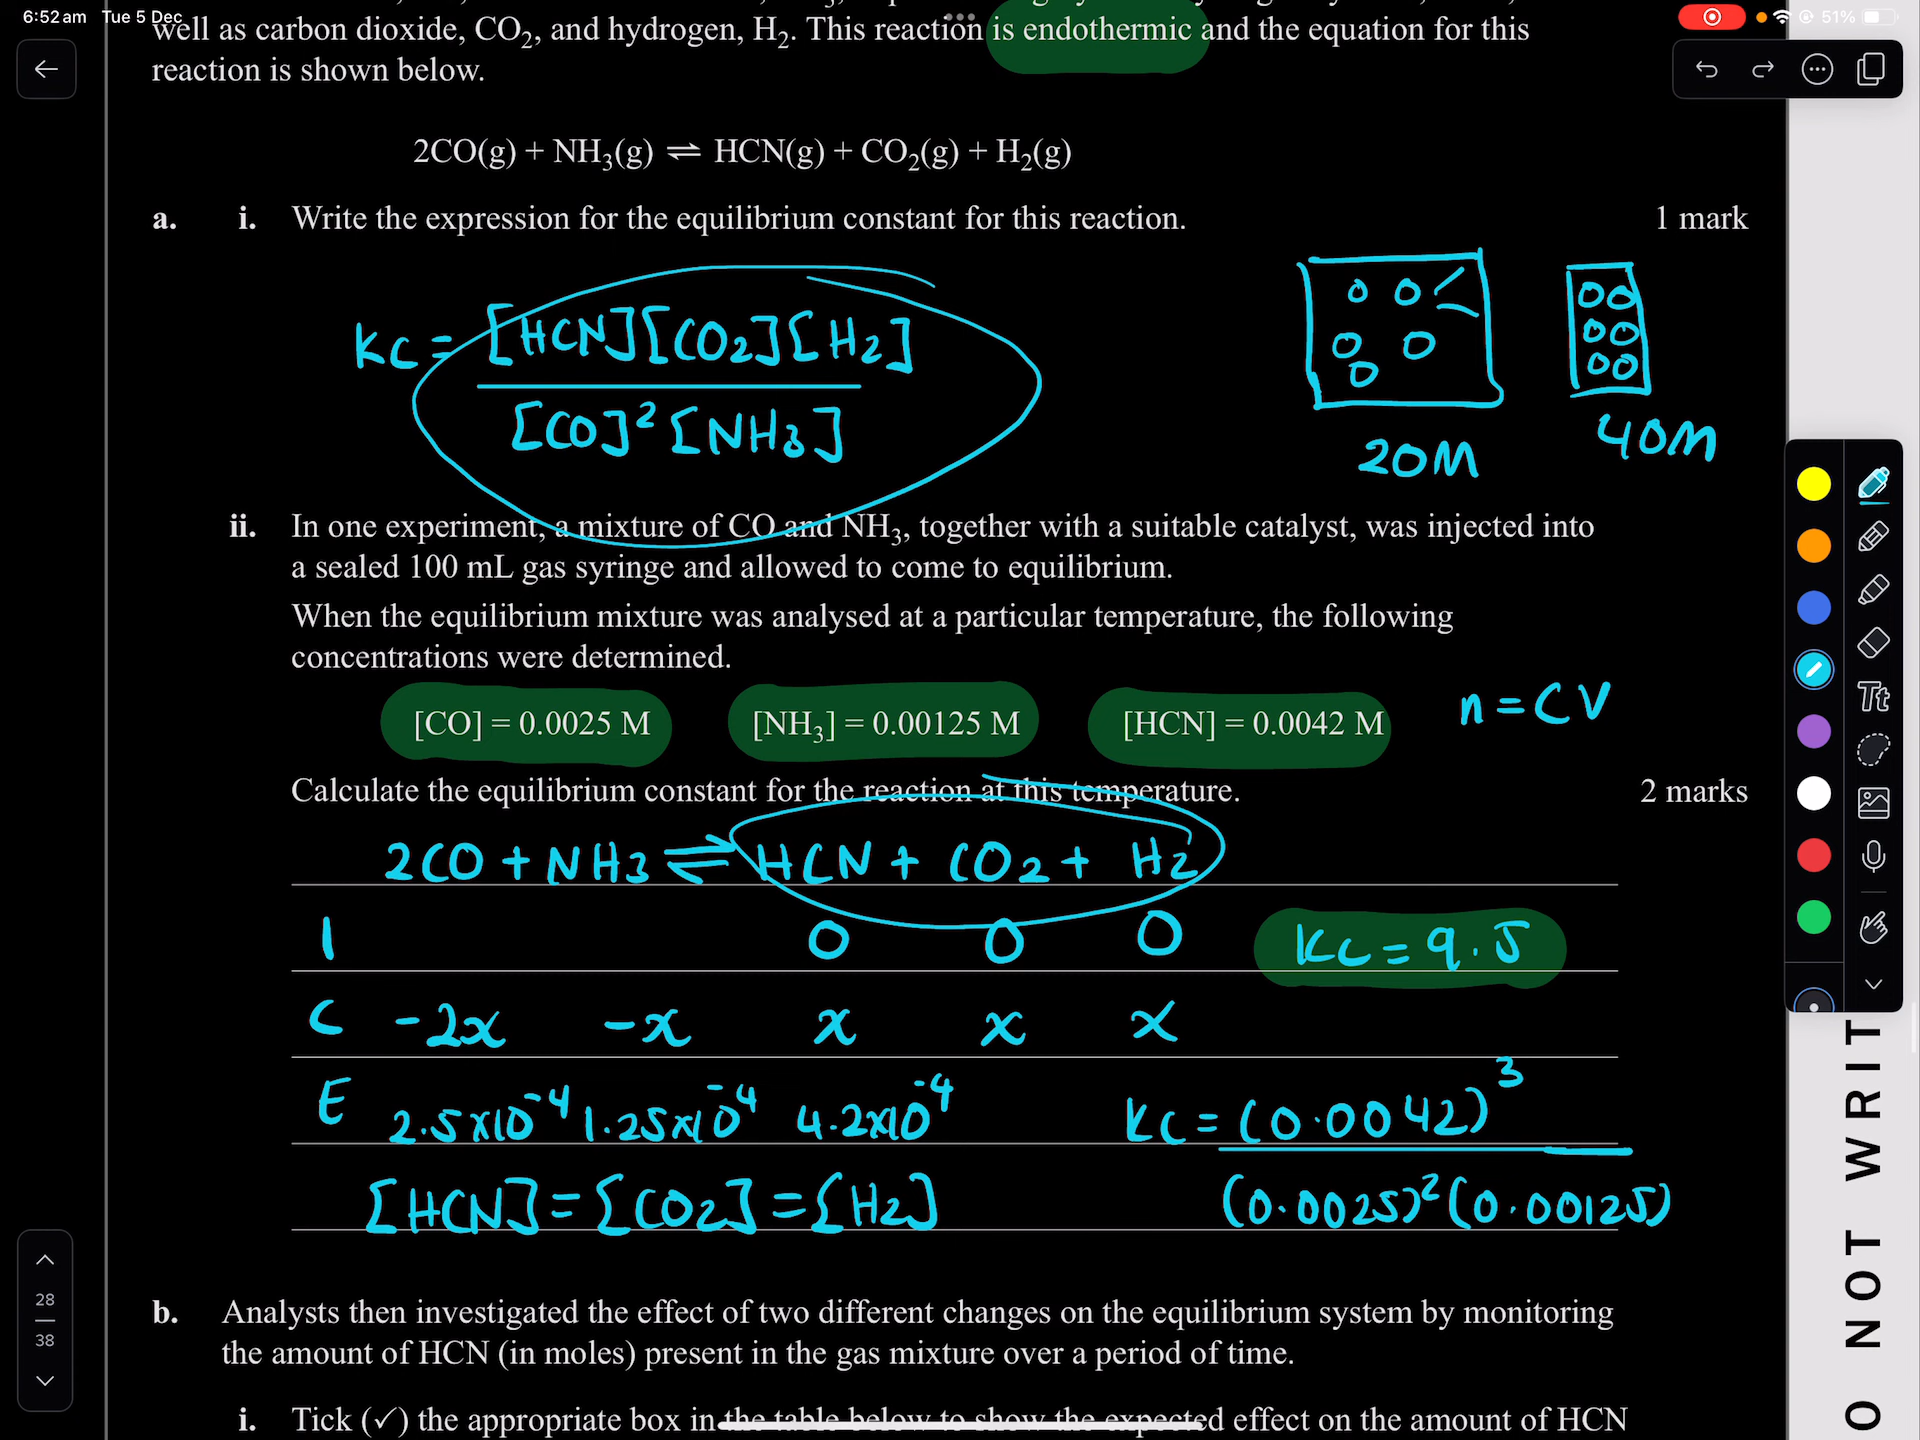 6:52am Tue 5 Dec
51%
well as carbon dioxide, CO₂, and hydrogen, H₂. This reaction is endothermic and the equation for this
reaction is shown below.
2CO(g) + NH₃(g) ⇌ HCN(g) + CO₂(g) + H₂(g)
a. i. Write the expression for the equilibrium constant for this reaction. 1 mark
KC = [HCN][CO2][H2]
[CO]² [NH3]
20M
40M
ii. In one experiment, a mixture of CO and NH₃, together with a suitable catalyst, was injected into
a sealed 100 mL gas syringe and allowed to come to equilibrium.
When the equilibrium mixture was analysed at a particular temperature, the following
concentrations were determined.
[CO] = 0.0025 M [NH₃] = 0.00125 M [HCN] = 0.0042 M
n = CV
Calculate the equilibrium constant for the reaction at this temperature. 2 marks
2CO + NH3 ⇌ HCN + CO2 + H2
I 0 0 0 KC = 9.5
C -2x -x x x x
E 2.5x10⁻⁴ 1.25x10⁻⁴ 4.2x10⁻⁴
KC = (0.0042)³
(0.0025)² (0.00125)
[HCN] = [CO2] = [H2]
b. Analysts then investigated the effect of two different changes on the equilibrium system by monitoring
the amount of HCN (in moles) present in the gas mixture over a period of time.
i. Tick (✓) the appropriate box in the table below to show the expected effect on the amount of HCN
28
38
Tt
O NOT WRIT